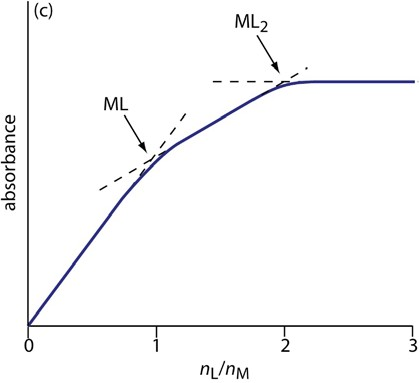 (c)
ML₂
ML
absorbance
0 1 2 3
n_L/n_M